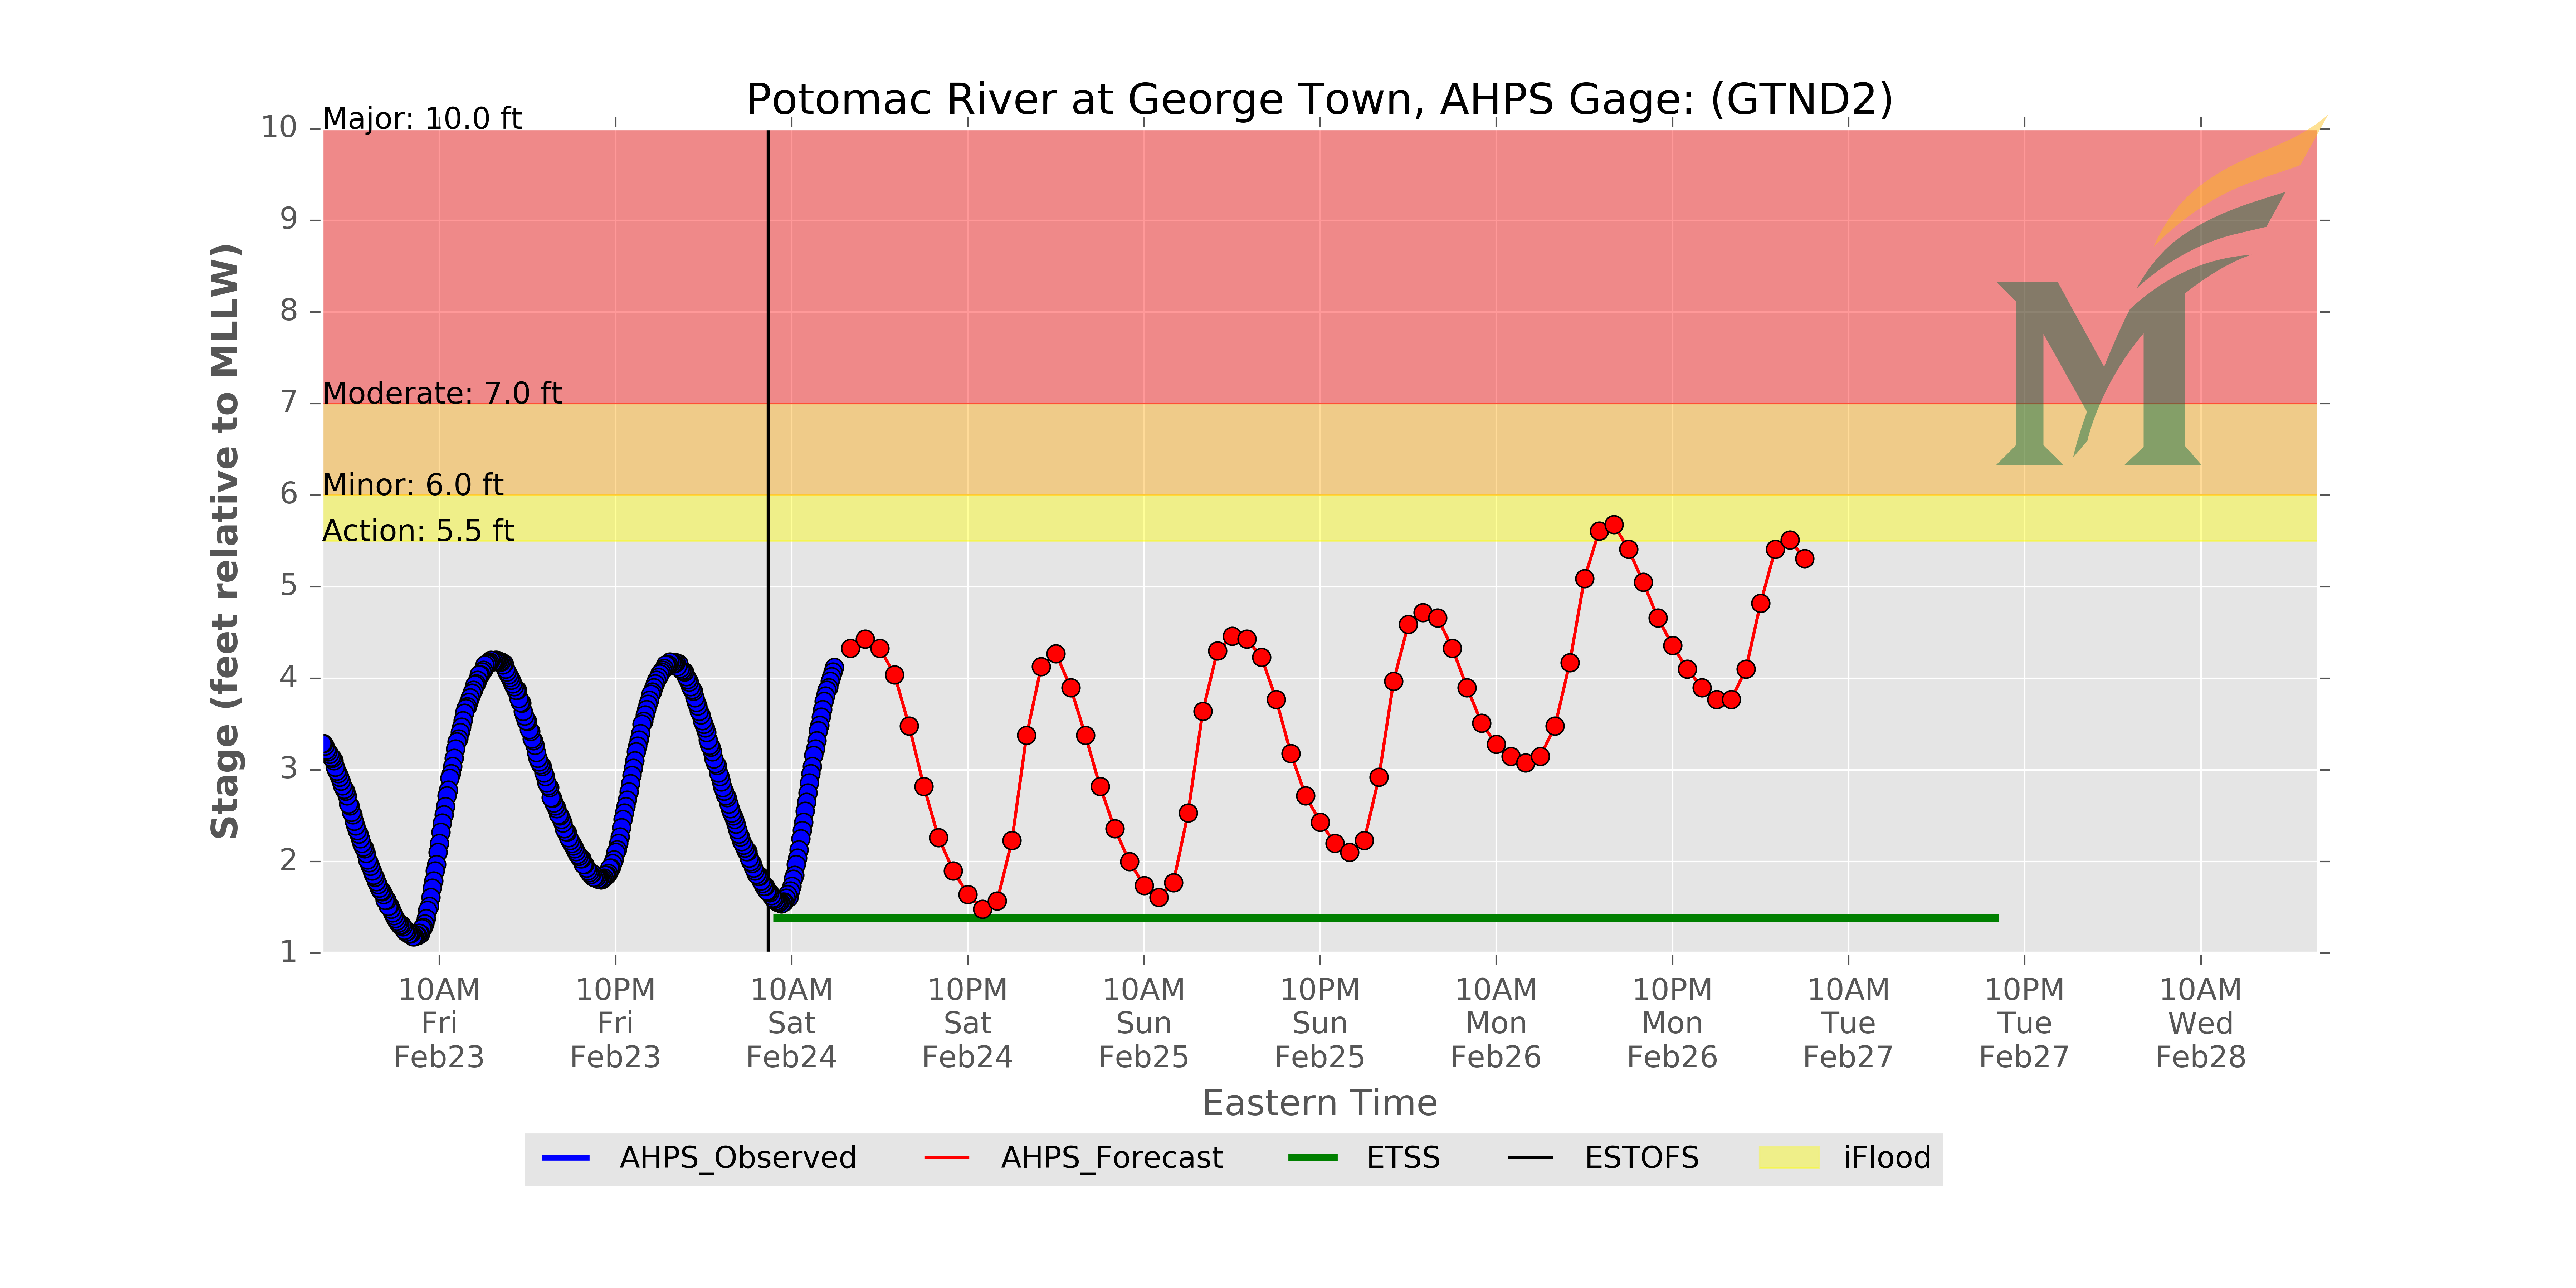 Potomac River at George Town, AHPS Gage: (GTND2)
Major: 10.0 ft
Moderate: 7.0 ft
Minor: 6.0 ft
Action: 5.5 ft
Stage (feet relative to MLLW)
10
9
8
7
6
5
4
3
2
1
10AM
Fri
Feb23
10PM
Fri
Feb23
10AM
Sat
Feb24
10PM
Sat
Feb24
10AM
Sun
Feb25
10PM
Sun
Feb25
10AM
Mon
Feb26
10PM
Mon
Feb26
10AM
Tue
Feb27
10PM
Tue
Feb27
10AM
Wed
Feb28
Eastern Time
AHPS_Observed
AHPS_Forecast
ETSS
ESTOFS
iFlood
M